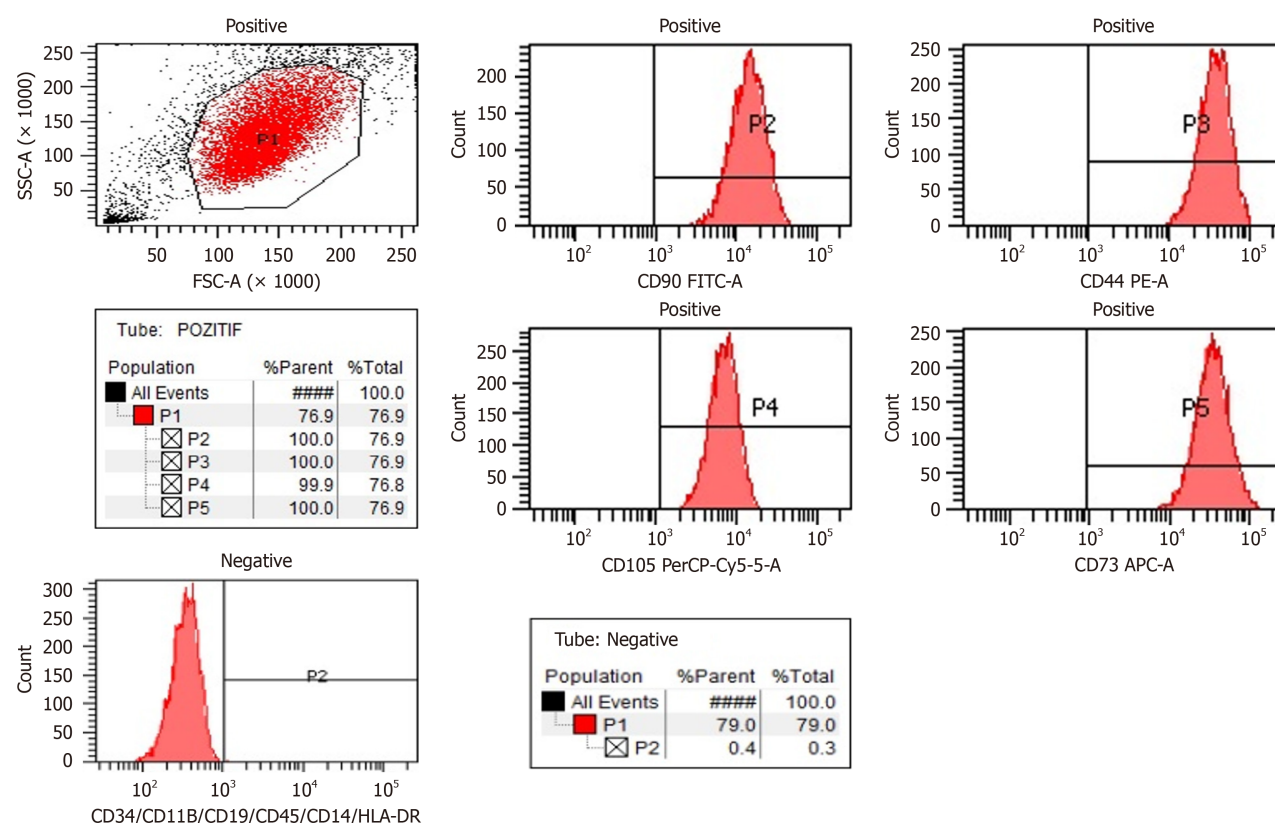 Positive
250
200
150
100
50
SSC-A (× 1000)
P1
50 100 150 200 250
FSC-A (× 1000)
Positive
200
150
100
50
0
Count
P2
10² 10³ 10⁴ 10⁵
CD90 FITC-A
Positive
250
200
150
100
50
0
Count
P3
10² 10³ 10⁴ 10⁵
CD44 PE-A
Tube: POZITIF
Population %Parent %Total
All Events #### 100.0
P1 76.9 76.9
P2 100.0 76.9
P3 100.0 76.9
P4 99.9 76.8
P5 100.0 76.9
Positive
250
200
150
100
50
0
Count
P4
10² 10³ 10⁴ 10⁵
CD105 PerCP-Cy5-5-A
Positive
250
200
150
100
50
0
Count
P5
10² 10³ 10⁴ 10⁵
CD73 APC-A
Negative
300
250
200
150
100
50
0
Count
P2
10² 10³ 10⁴ 10⁵
CD34/CD11B/CD19/CD45/CD14/HLA-DR
Tube: Negative
Population %Parent %Total
All Events #### 100.0
P1 79.0 79.0
P2 0.4 0.3